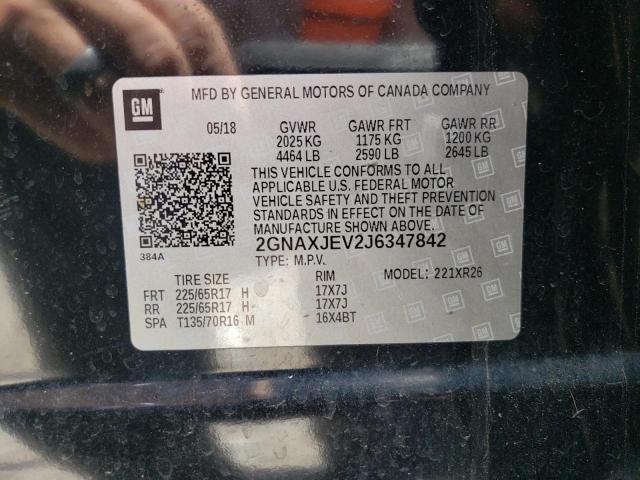 GM
MFD BY GENERAL MOTORS OF CANADA COMPANY
05/18 GVWR GAWR FRT GAWR RR
2025 KG 1175 KG 1200 KG
4464 LB 2590 LB 2645 LB
THIS VEHICLE CONFORMS TO ALL
APPLICABLE U.S. FEDERAL MOTOR
VEHICLE SAFETY AND THEFT PREVENTION
STANDARDS IN EFFECT ON THE DATE OF
MANUFACTURE SHOWN ABOVE.
2GNAXJEV2J6347842
384A TYPE: M.P.V.
TIRE SIZE RIM MODEL: 221XR26
FRT 225/65R17 H 17X7J
RR 225/65R17 H 17X7J
SPA T135/70R16 M 16X4BT